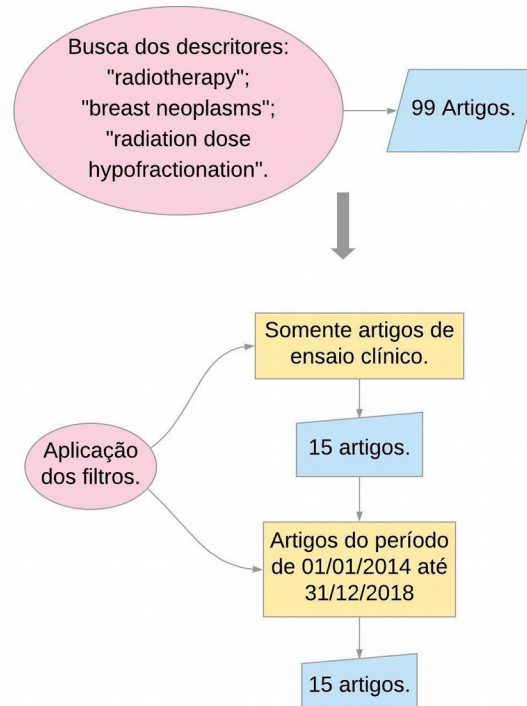 Busca dos descritores:
"radiotherapy";
"breast neoplasms";
"radiation dose
hypofractionation".
99 Artigos.
Somente artigos de
ensaio clínico.
15 artigos.
Aplicação
dos filtros.
Artigos do período
de 01/01/2014 até
31/12/2018
15 artigos.